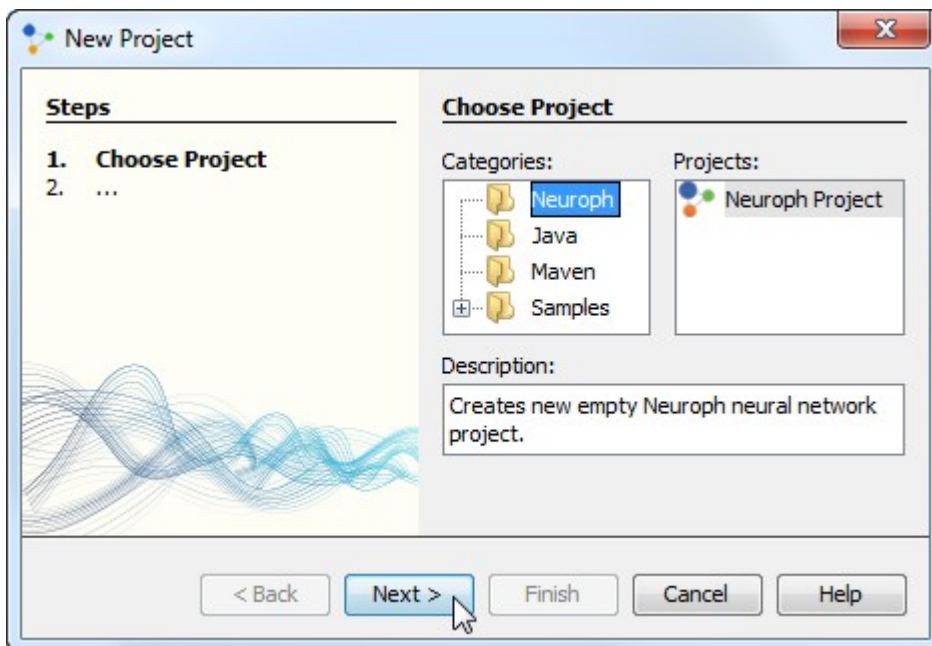 New Project
Steps
1. Choose Project
2. ...
Choose Project
Categories:
Neuroph
Java
Maven
Samples
Projects:
Neuroph Project
Description:
Creates new empty Neuroph neural network
project.
< Back Next > Finish Cancel Help